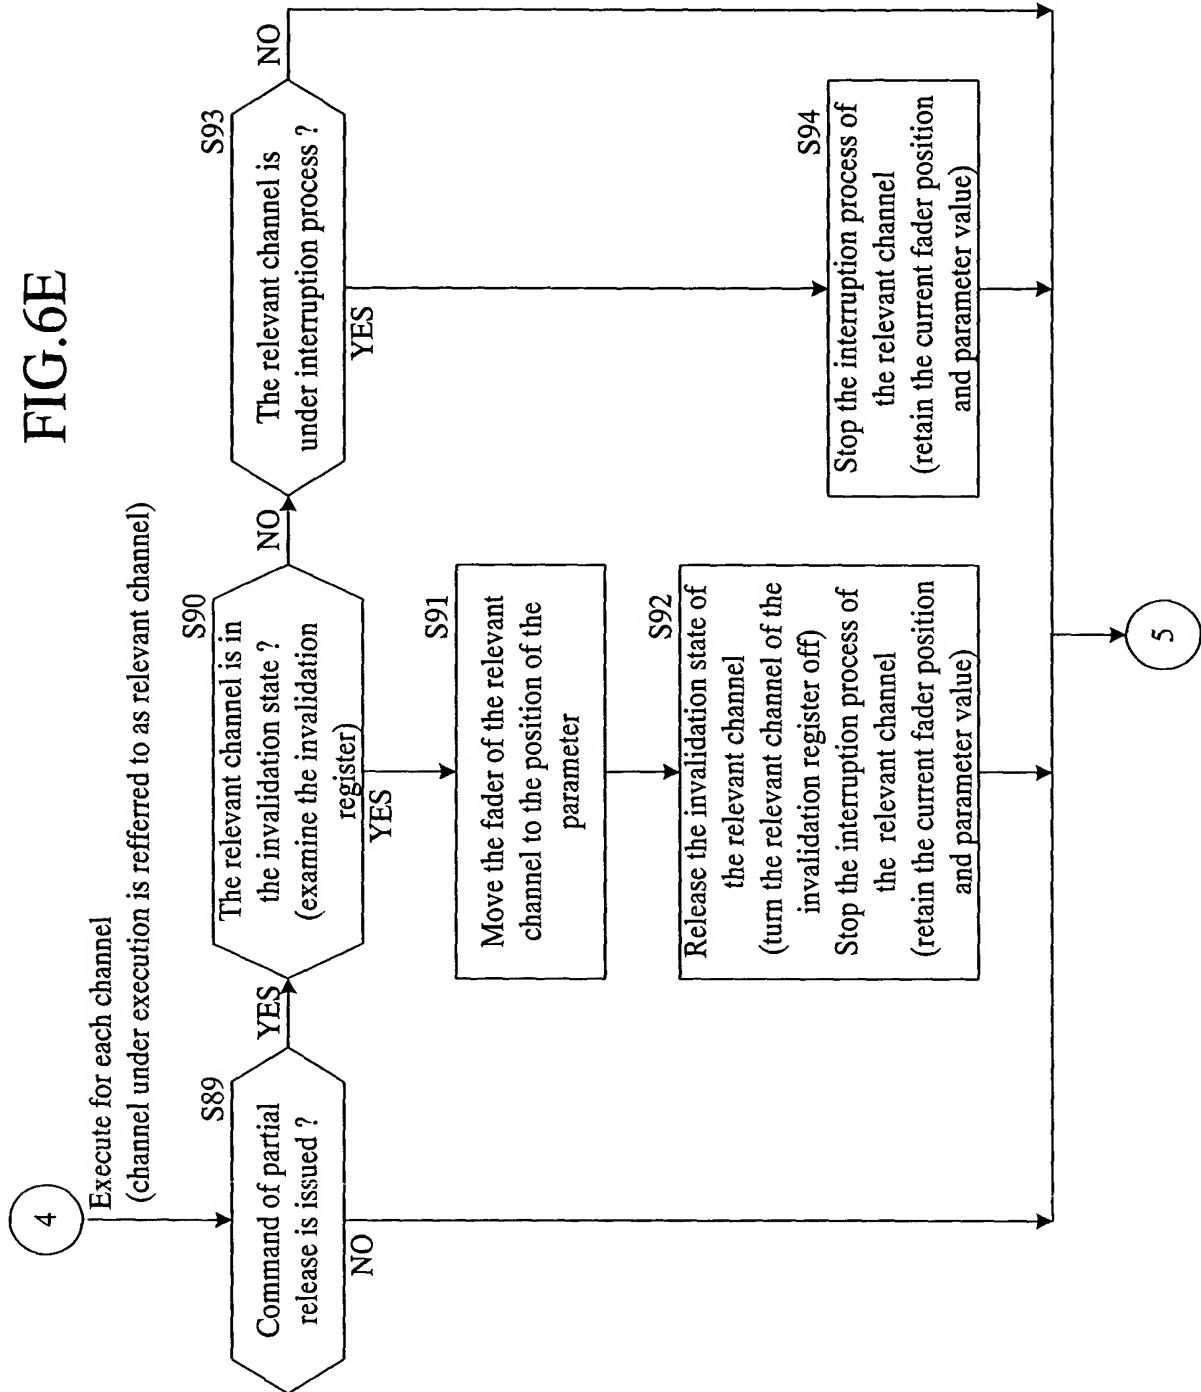 FIG.6E
4
Execute for each channel
(channel under execution is refferred to as relevant channel)
S89
Command of partial
release is issued ?
YES
NO
S90
The relevant channel is in
the invalidation state ?
(examine the invalidation
register)
NO
YES
S91
Move the fader of the relevant
channel to the position of the
parameter
S92
Release the invalidation state of
the relevant channel
(turn the relevant channel of the
invalidation register off)
Stop the interruption process of
the relevant channel
(retain the current fader position
and parameter value)
S93
The relevant channel is
under interruption process ?
NO
YES
S94
Stop the interruption process of
the relevant channel
(retain the current fader position
and parameter value)
5